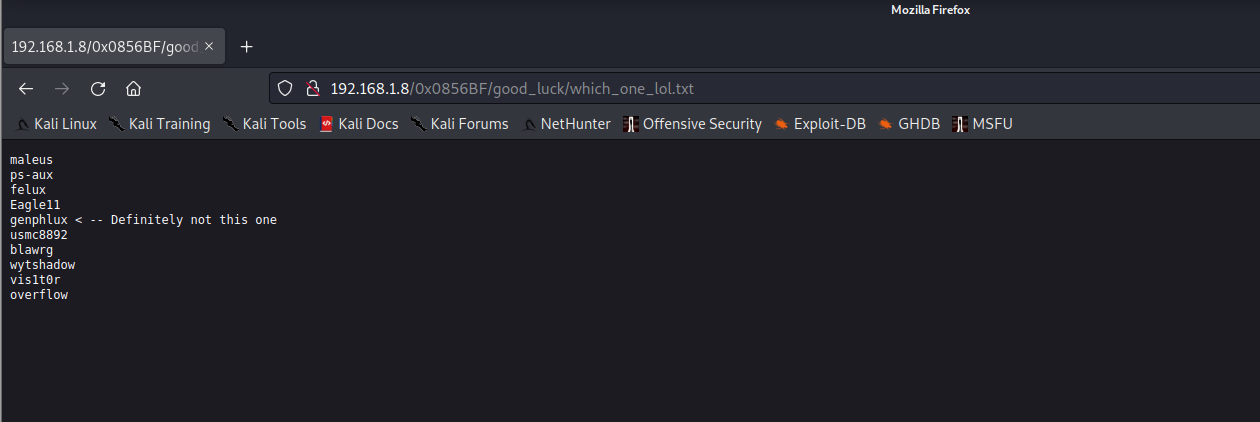 Mozilla Firefox
192.168.1.8/0x0856BF/good
192.168.1.8/0x0856BF/good_luck/which_one_lol.txt
Kali Linux Kali Training Kali Tools Kali Docs Kali Forums NetHunter Offensive Security Exploit-DB GHDB MSFU
maleus
ps-aux
felux
Eagle11
genphlux < -- Definitely not this one
usmc8892
blawrg
wytshadow
vis1t0r
overflow